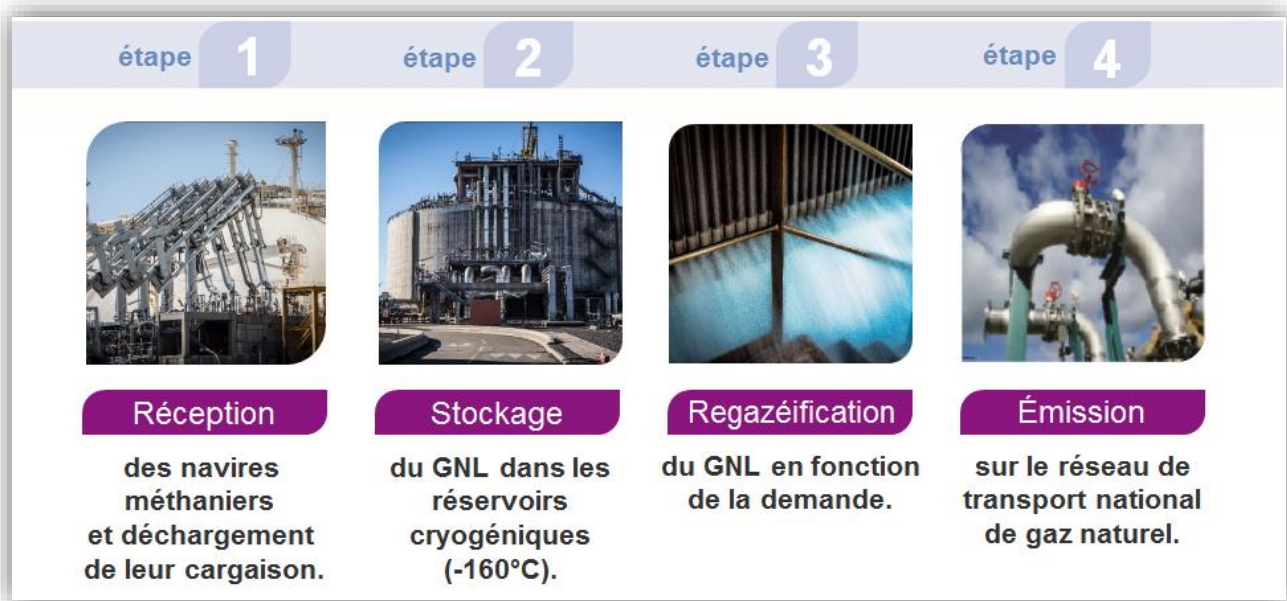 étape 1
étape 2
étape 3
étape 4
Réception
des navires
méthaniers
et déchargement
de leur cargaison.
Stockage
du GNL dans les
réservoirs
cryogéniques
(-160°C).
Regazéification
du GNL en fonction
de la demande.
Émission
sur le réseau de
transport national
de gaz naturel.